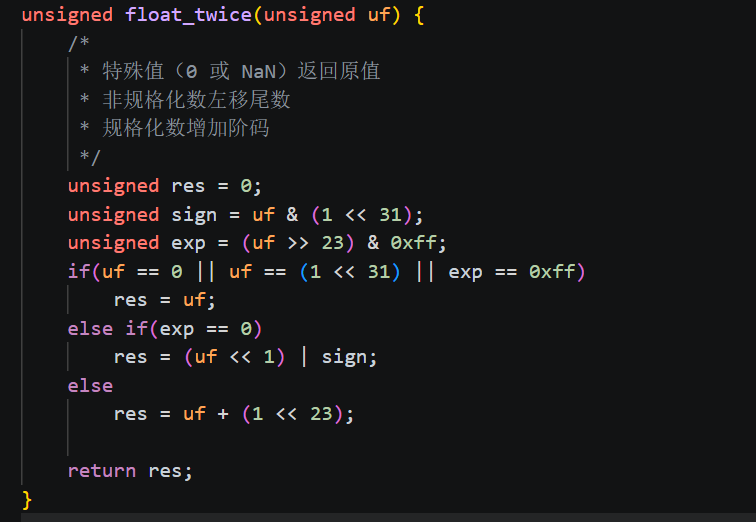 unsigned float_twice(unsigned uf) {
    /*
     * 特殊值（0 或 NaN）返回原值
     * 非规格化数左移尾数
     * 规格化数增加阶码
     */
    unsigned res = 0;
    unsigned sign = uf & (1 << 31);
    unsigned exp = (uf >> 23) & 0xff;
    if(uf == 0 || uf == (1 << 31) || exp == 0xff)
        res = uf;
    else if(exp == 0)
        res = (uf << 1) | sign;
    else
        res = uf + (1 << 23);
    return res;
}